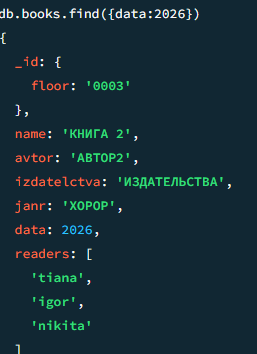 db.books.find({data:2026})
{
_id: {
floor: '0003'
},
name: 'КНИГА 2',
avtor: 'АВТОР2',
izdatelctva: 'ИЗДАТЕЛЬСТВА',
janr: 'ХОРОР',
data: 2026,
readers: [
'tiana',
'igor',
'nikita'
]